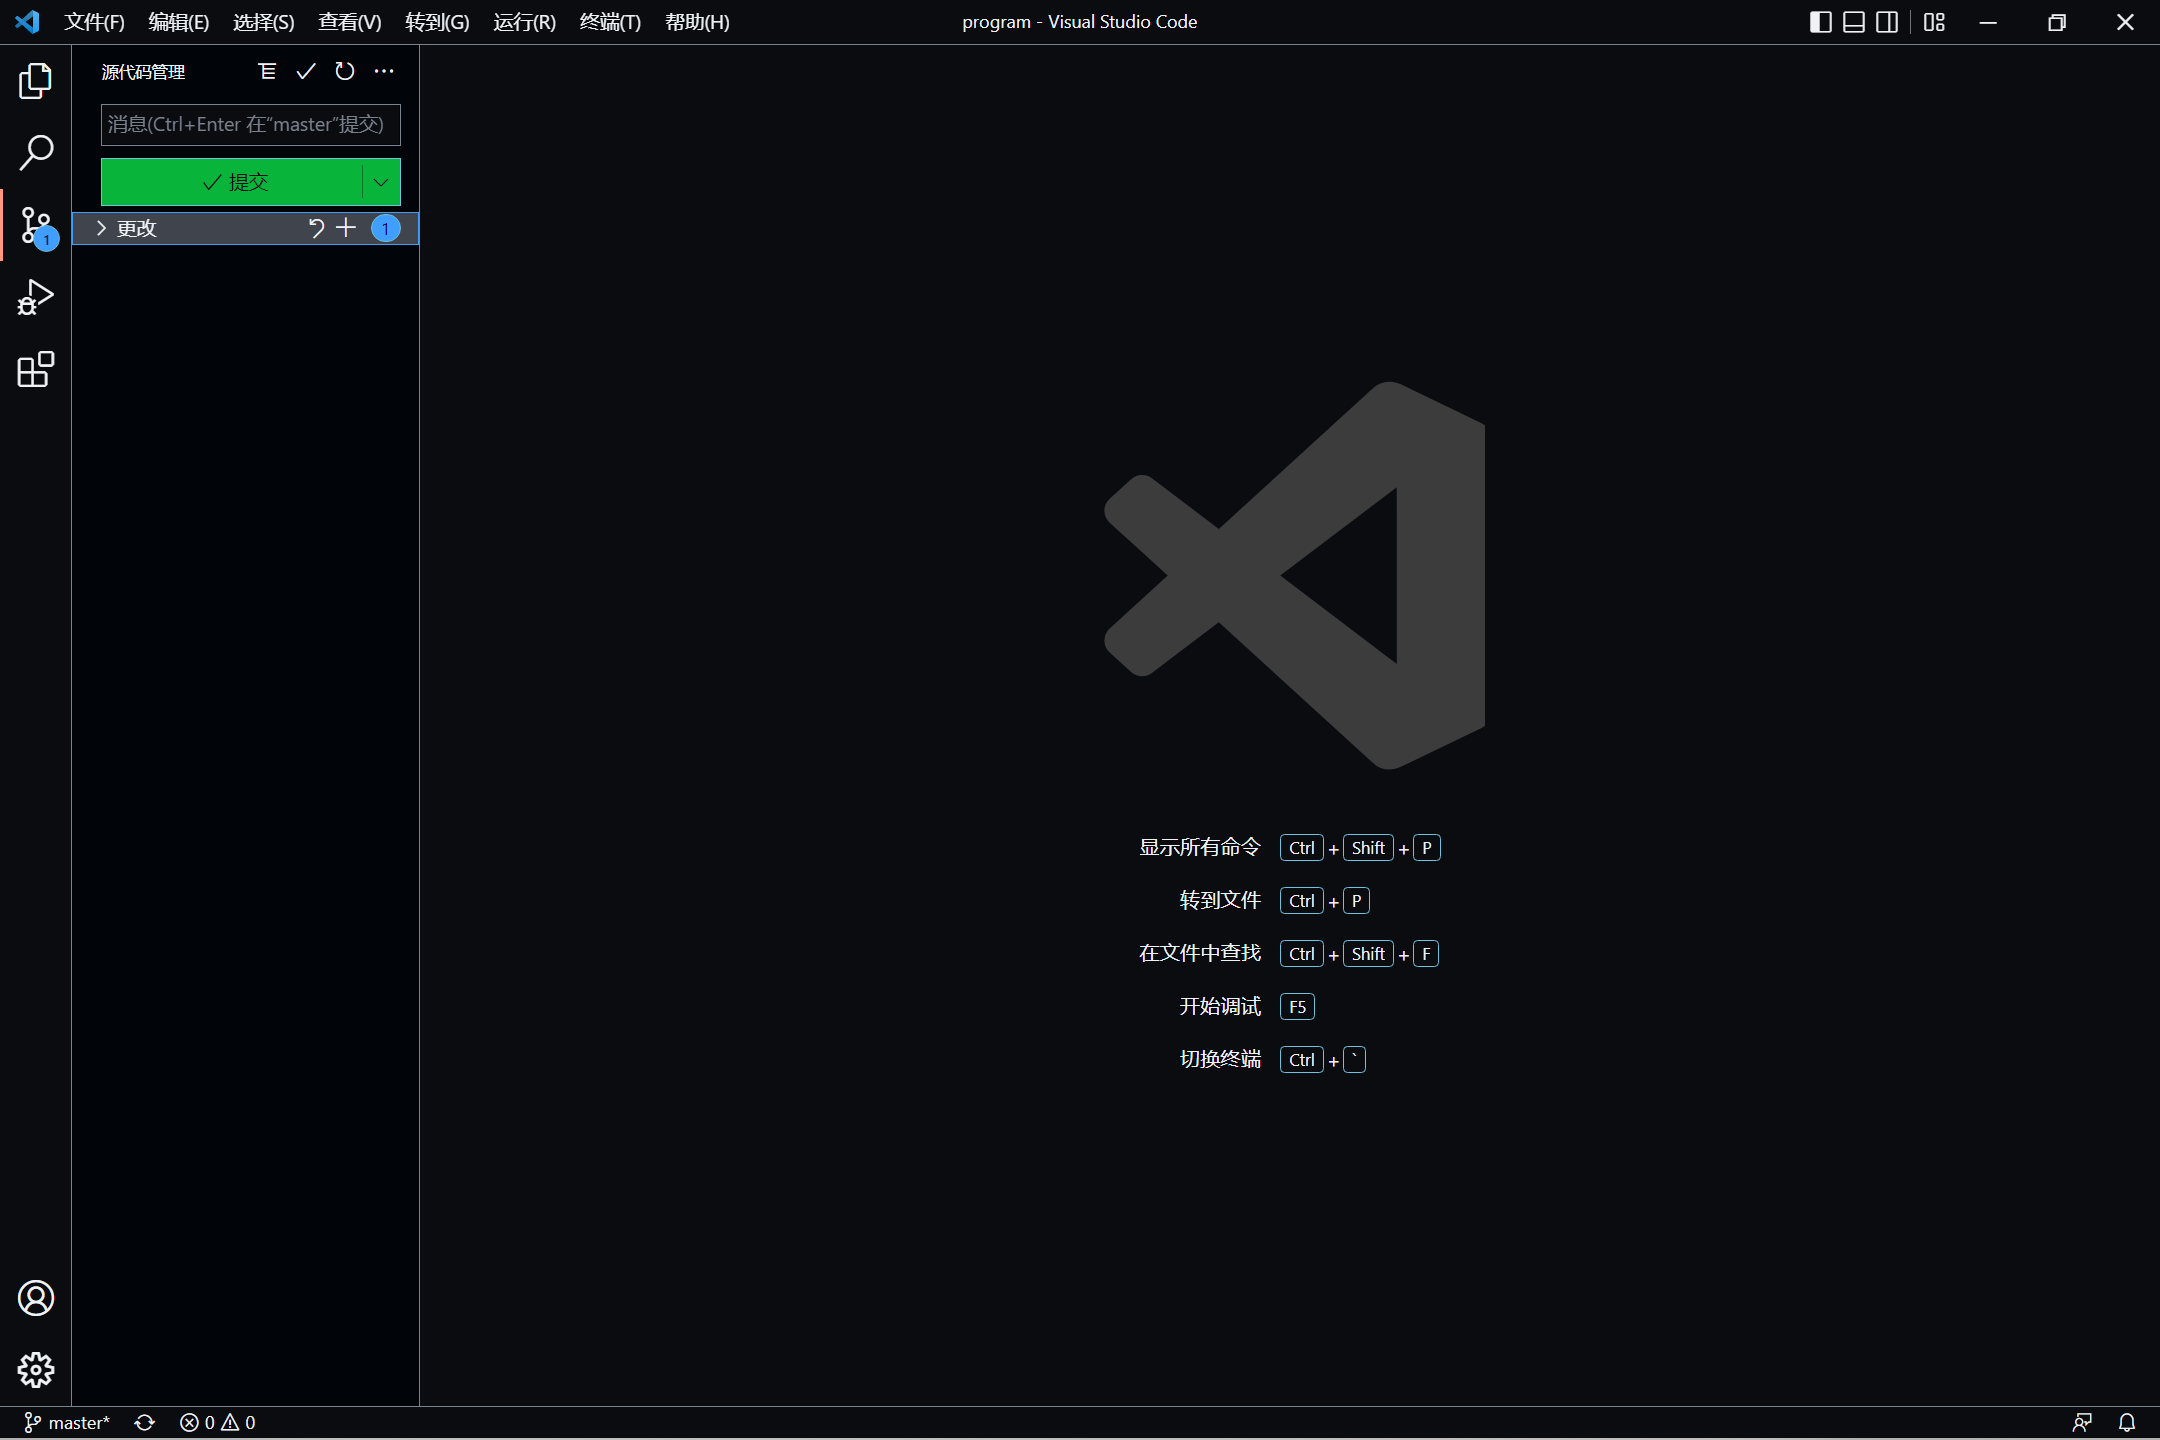 文件(F) 编辑(E) 选择(S) 查看(V) 转到(G) 运行(R) 终端(T) 帮助(H) program - Visual Studio Code
源代码管理
消息(Ctrl+Enter 在“master”提交)
提交
更改 1
1
显示所有命令 Ctrl + Shift + P
转到文件 Ctrl + P
在文件中查找 Ctrl + Shift + F
开始调试 F5
切换终端 Ctrl + `
master* 0 0